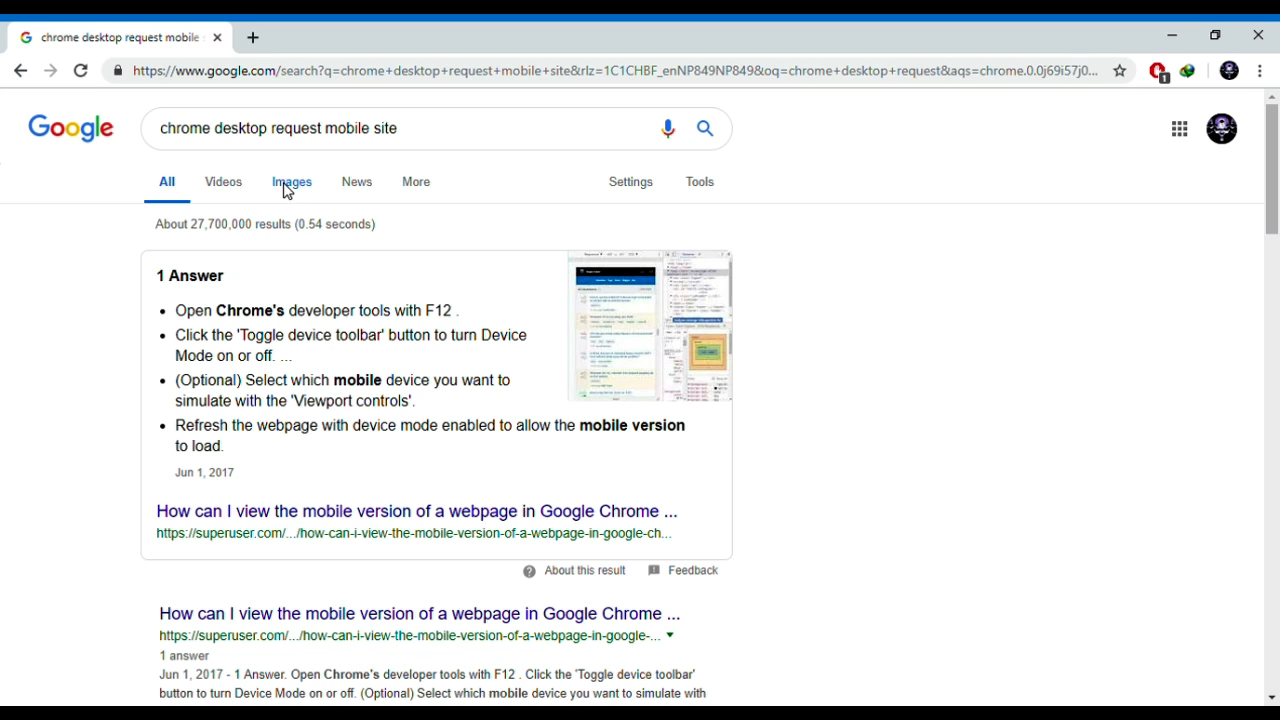 chrome desktop request mobile
https://www.google.com/search?q=chrome+desktop+request+mobile+site&rlz=1C1CHBF_enNP849NP849&oq=chrome+desktop+request&aqs=chrome.0.0j69i57j0...
1
Google
chrome desktop request mobile site
All Videos Images News More Settings Tools
About 27,700,000 results (0.54 seconds)
1 Answer
• Open Chrome's developer tools with F12 .
• Click the 'Toggle device toolbar' button to turn Device
Mode on or off. ...
• (Optional) Select which mobile device you want to
simulate with the 'Viewport controls'.
• Refresh the webpage with device mode enabled to allow the mobile version
to load.
Jun 1, 2017
How can I view the mobile version of a webpage in Google Chrome ...
https://superuser.com/.../how-can-i-view-the-mobile-version-of-a-webpage-in-google-ch...
About this result Feedback
How can I view the mobile version of a webpage in Google Chrome ...
https://superuser.com/.../how-can-i-view-the-mobile-version-of-a-webpage-in-google-...
1 answer
Jun 1, 2017 - 1 Answer. Open Chrome's developer tools with F12 . Click the 'Toggle device toolbar'
button to turn Device Mode on or off. (Optional) Select which mobile device you want to simulate with